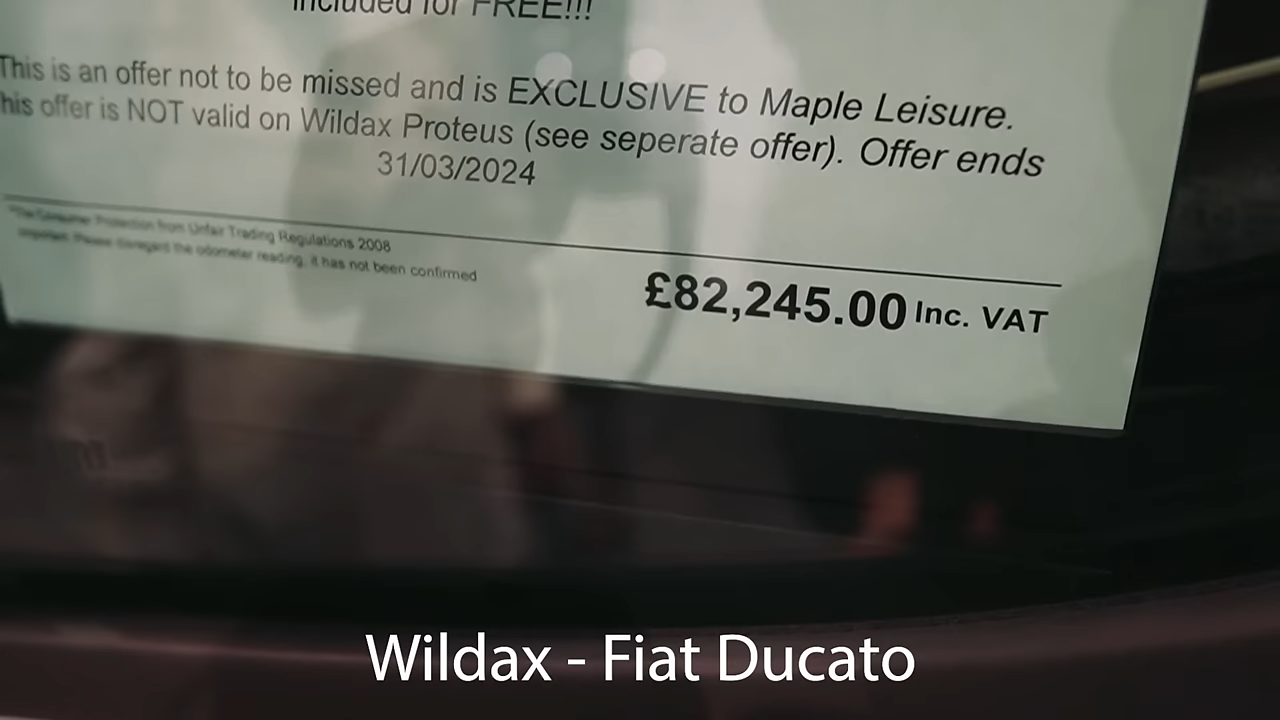 included for FREE!!!
This is an offer not to be missed and is EXCLUSIVE to Maple Leisure.
his offer is NOT valid on Wildax Proteus (see seperate offer). Offer ends
31/03/2024
*The Consumer Protection from Unfair Trading Regulations 2008
Important: Please disregard the odometer reading, it has not been confirmed
£82,245.00 Inc. VAT
Wildax - Fiat Ducato